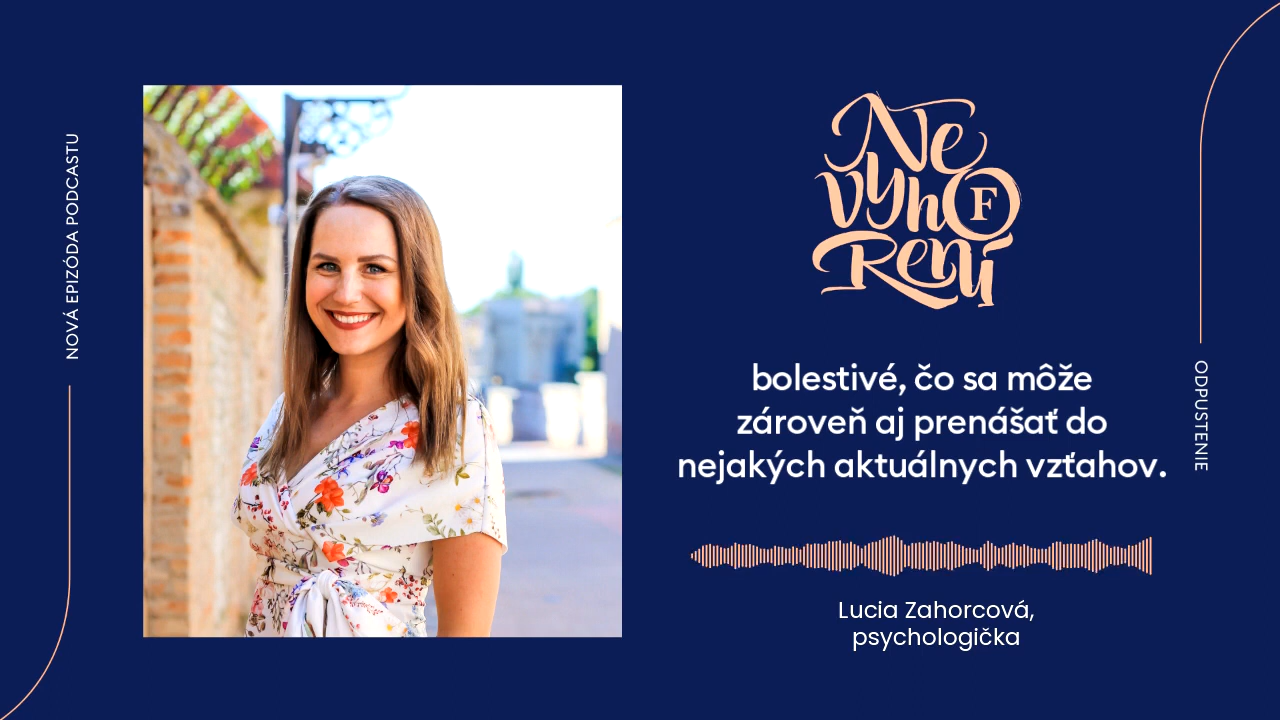 NOVÁ EPIZÓDA PODCASTU
Ne
vyhO
F
Rení
bolestivé, čo sa môže
zároveň aj prenášať do
nejakých aktuálnych vzťahov.
ODPUSTENIE
Lucia Zahorcová,
psychologička